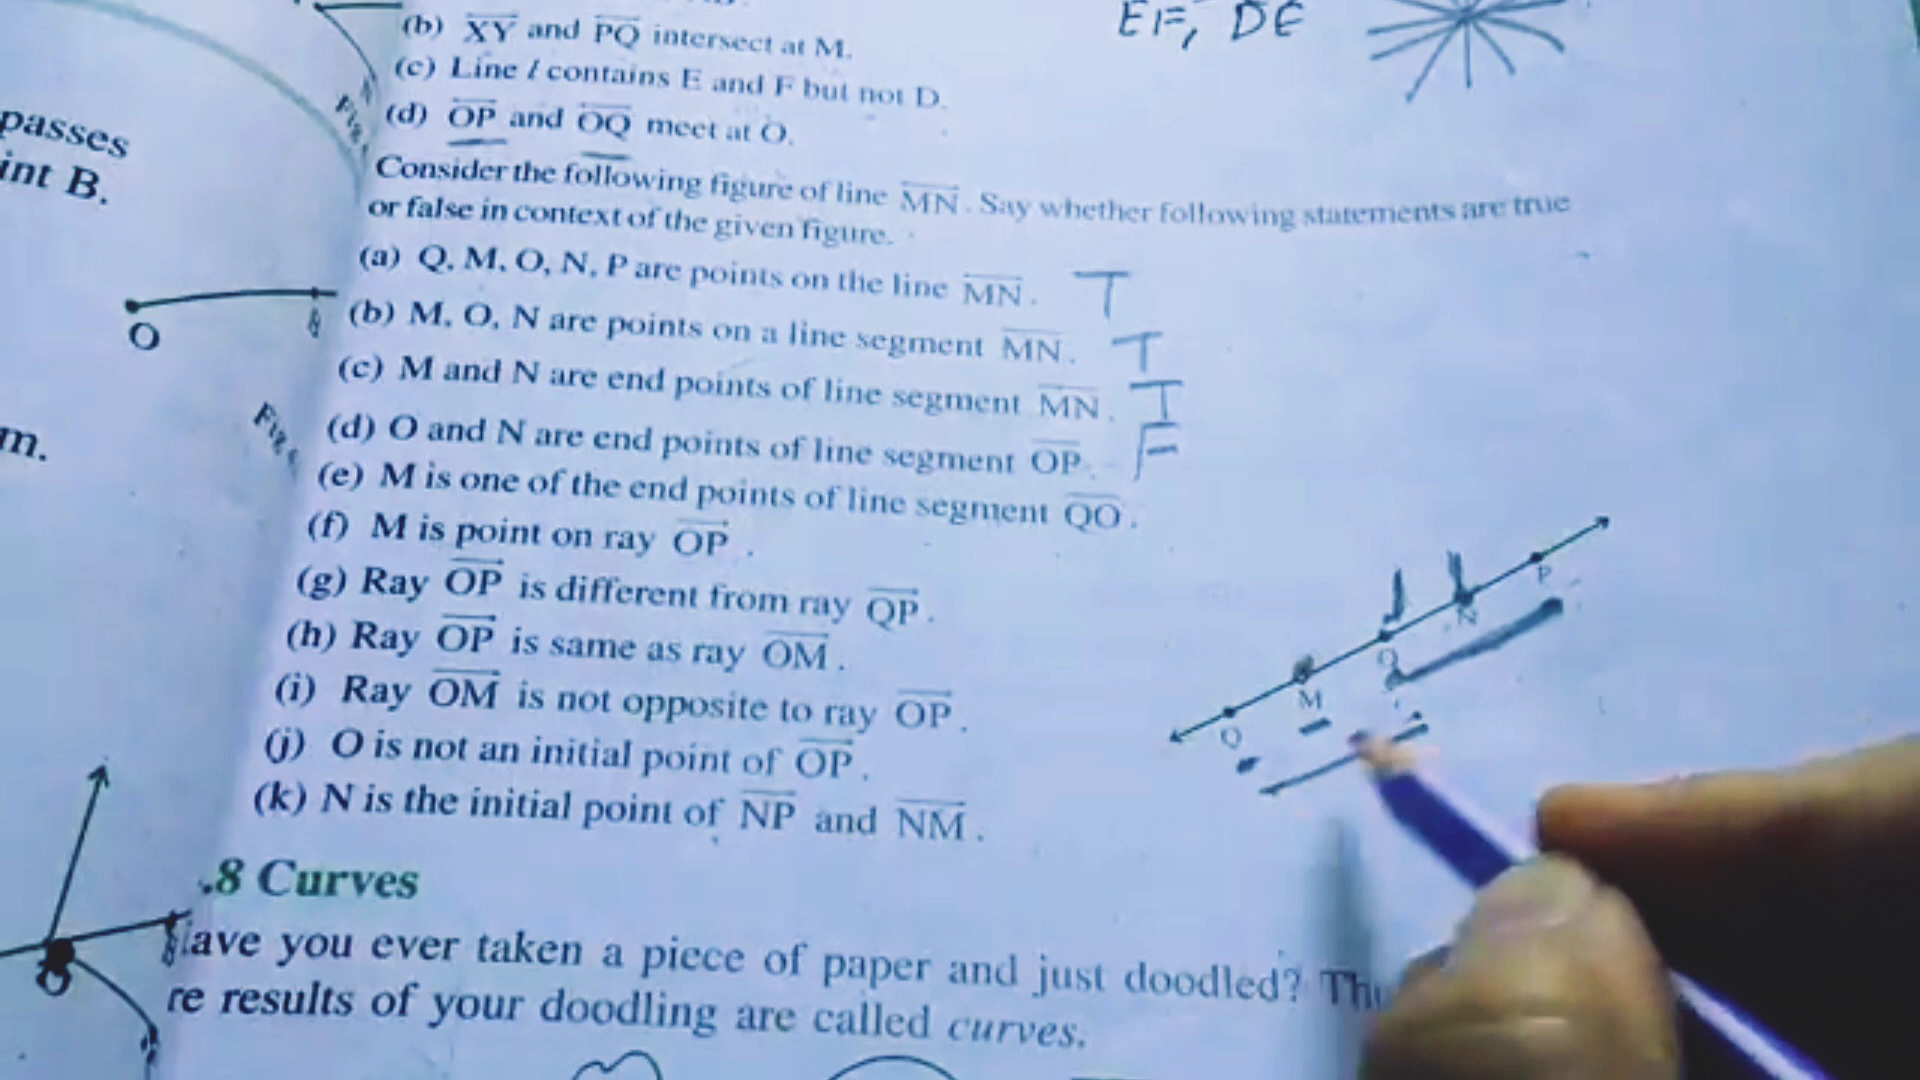 (b) XY and PQ intersect at M.
EF, DE
(c) Line l contains E and F but not D.
(d) OP and OQ meet at O.
Consider the following figure of line MN. Say whether following statements are true
or false in context of the given figure.
(a) Q, M, O, N, P are points on the line MN. T
(b) M, O, N are points on a line segment MN. T
(c) M and N are end points of line segment MN. T
(d) O and N are end points of line segment OP. F
(e) M is one of the end points of line segment QO.
(f) M is point on ray OP.
(g) Ray OP is different from ray QP.
(h) Ray OP is same as ray OM.
(i) Ray OM is not opposite to ray OP.
(j) O is not an initial point of OP.
(k) N is the initial point of NP and NM.
P
N
O
M
Q
.8 Curves
Have you ever taken a piece of paper and just doodled?
re results of your doodling are called curves.
passes
int B.
O
m.
Fig
Fig
O